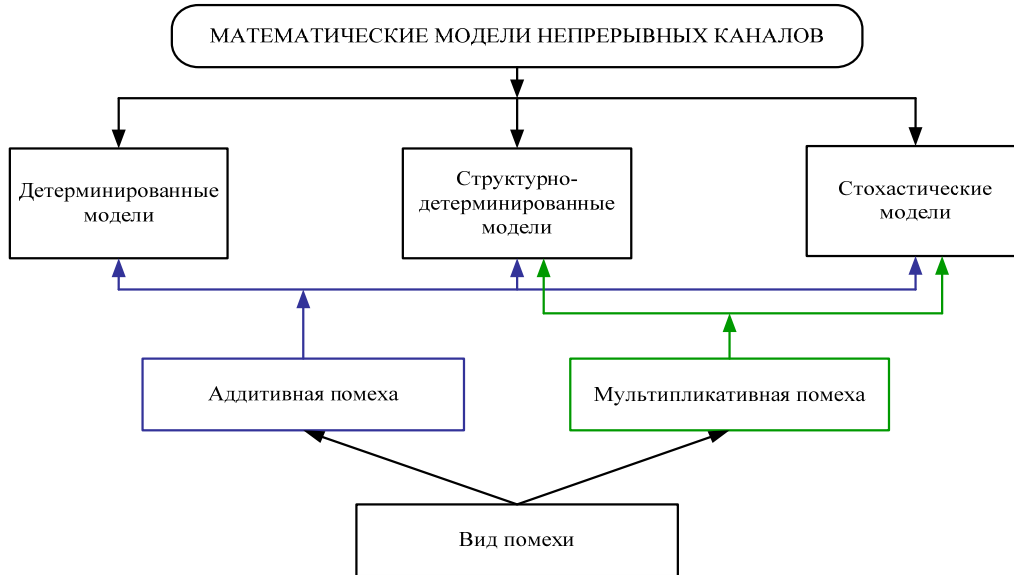 МАТЕМАТИЧЕСКИЕ МОДЕЛИ НЕПРЕРЫВНЫХ КАНАЛОВ
Детерминированные
модели
Структурно-
детерминированные
модели
Стохастические
модели
Аддитивная помеха
Мультипликативная помеха
Вид помехи